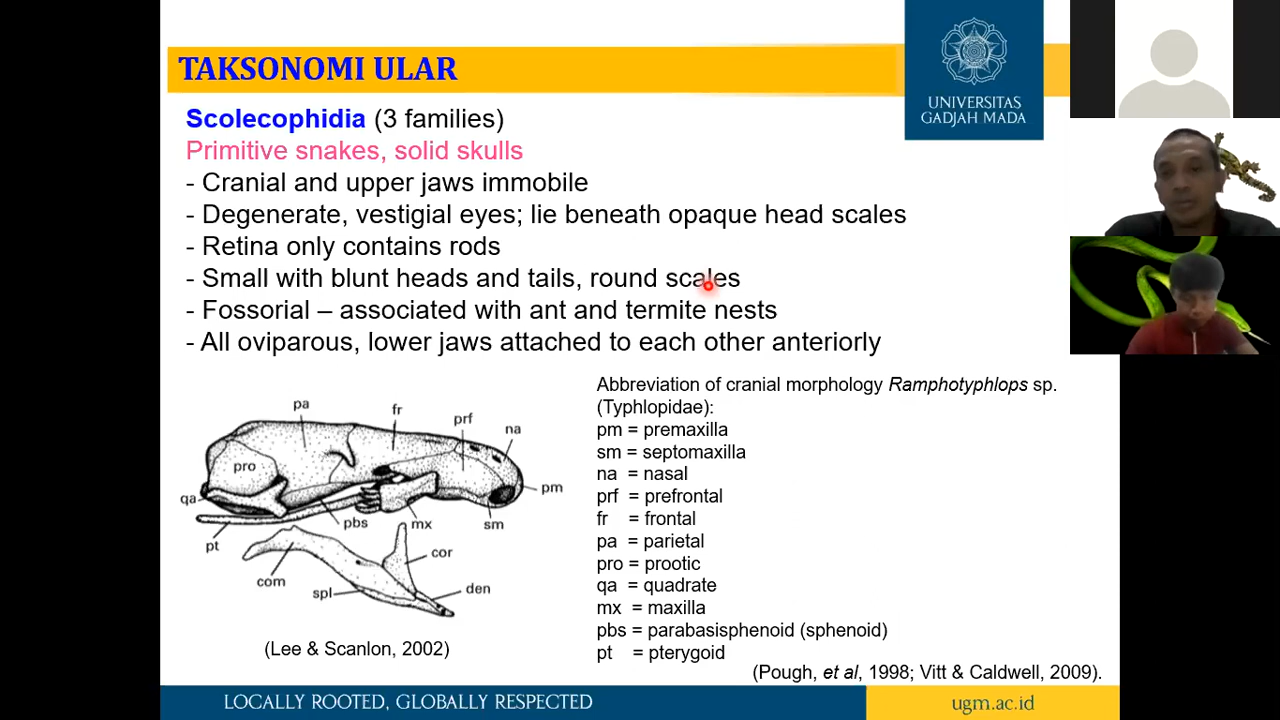 TAKSONOMI ULAR
UNIVERSITAS
GADJAH MADA
Scolecophidia (3 families)
Primitive snakes, solid skulls
- Cranial and upper jaws immobile
- Degenerate, vestigial eyes; lie beneath opaque head scales
- Retina only contains rods
- Small with blunt heads and tails, round scales
- Fossorial – associated with ant and termite nests
- All oviparous, lower jaws attached to each other anteriorly
pa
fr
prf
na
pro
qa
pm
pt
pbs
mx
sm
com
cor
spl
den
(Lee & Scanlon, 2002)
Abbreviation of cranial morphology Ramphotyphlops sp.
(Typhlopidae):
pm = premaxilla
sm = septomaxilla
na = nasal
prf = prefrontal
fr = frontal
pa = parietal
pro = prootic
qa = quadrate
mx = maxilla
pbs = parabasisphenoid (sphenoid)
pt = pterygoid
(Pough, et al, 1998; Vitt & Caldwell, 2009).
LOCALLY ROOTED, GLOBALLY RESPECTED
ugm.ac.id